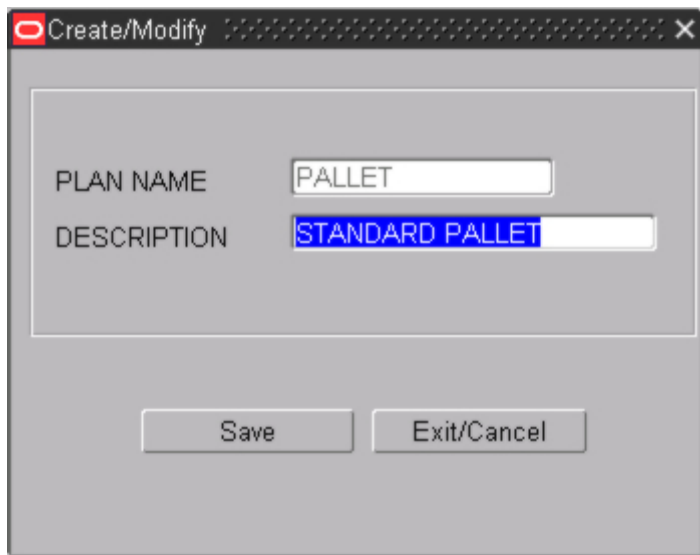 Create/Modify
PLAN NAME PALLET
DESCRIPTION STANDARD PALLET
Save Exit/Cancel